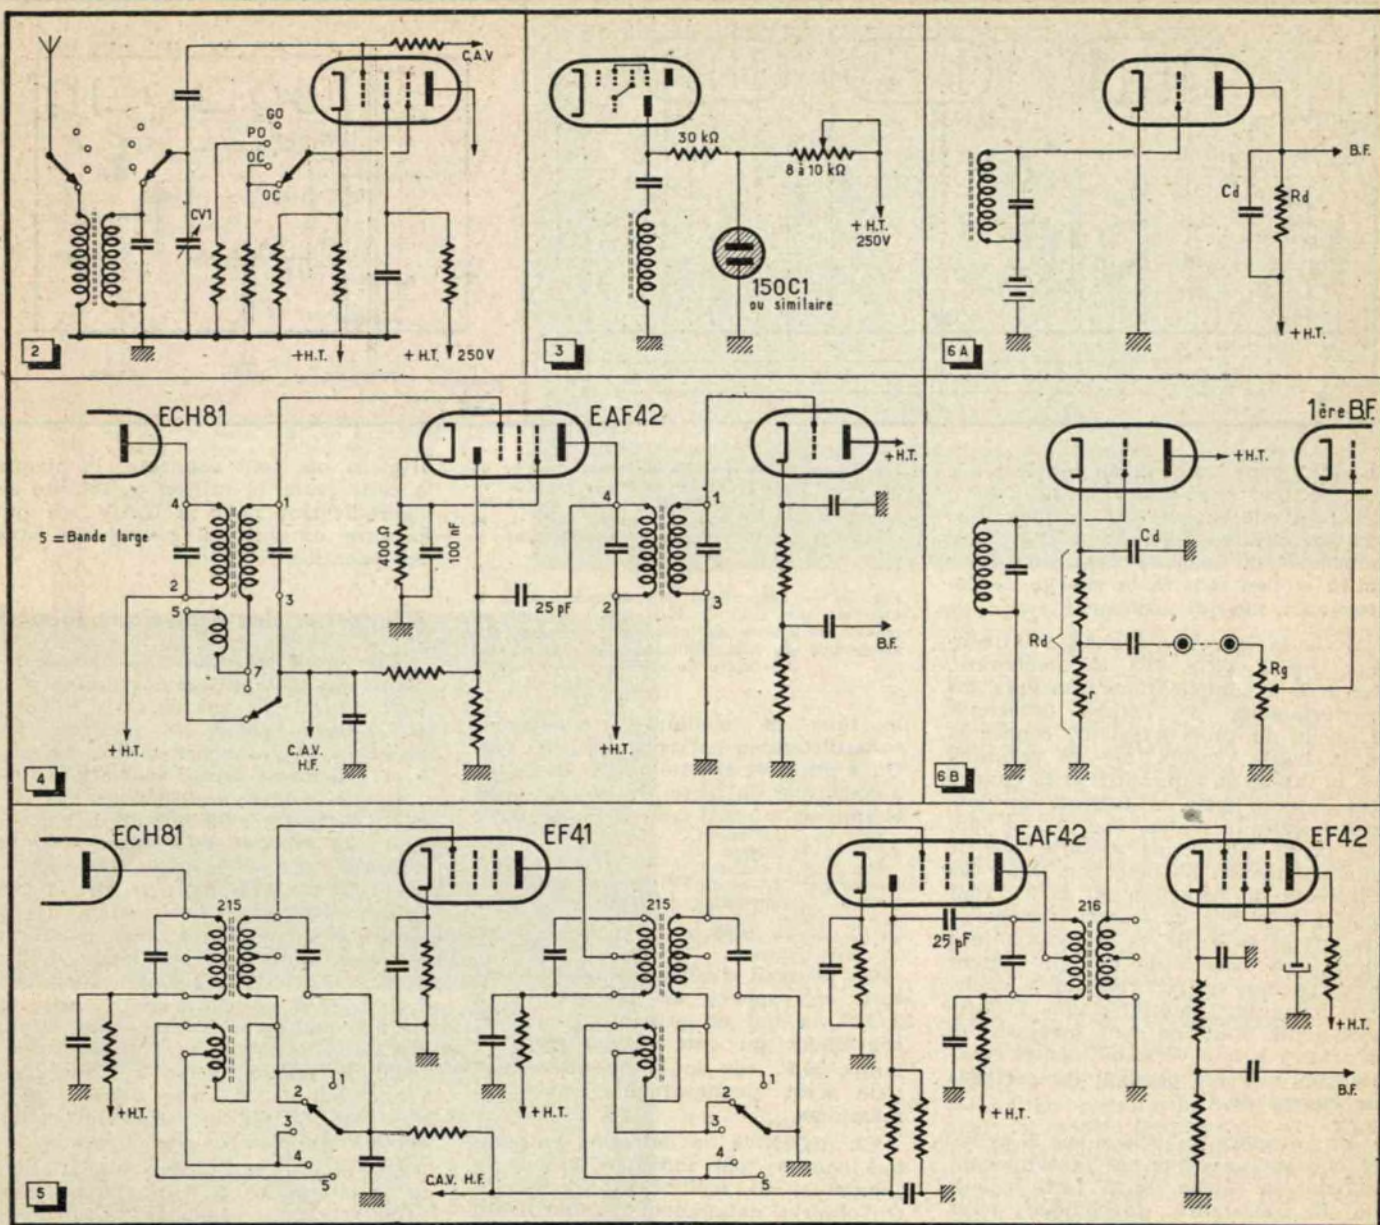 C.A.V
GO
PO
OC
OC
CV1
+H.T.
+ H.T. 250V
2
30 kΩ
8 à 10 kΩ
+ H.T.
250V
150C1
ou similaire
3
Cd
Rd
B.F.
+H.T.
6 A
ECH81
4
1
5 = Bande large
2
3
5
7
+ H.T.
C.A.V.
H.F.
400 Ω
100 nF
EAF42
25 pF
4
1
2
3
+H.T.
+H.T.
B.F.
4
1ère B.F.
+H.T.
Cd
Rd
r
Rg
6 B
ECH81
215
+H.T.
1
2
3
4
5
EF41
215
+H.T.
1
2
3
4
5
C.A.V. H.F.
EAF42
25 pF
216
+H.T.
EF42
+H.T.
B.F.
5